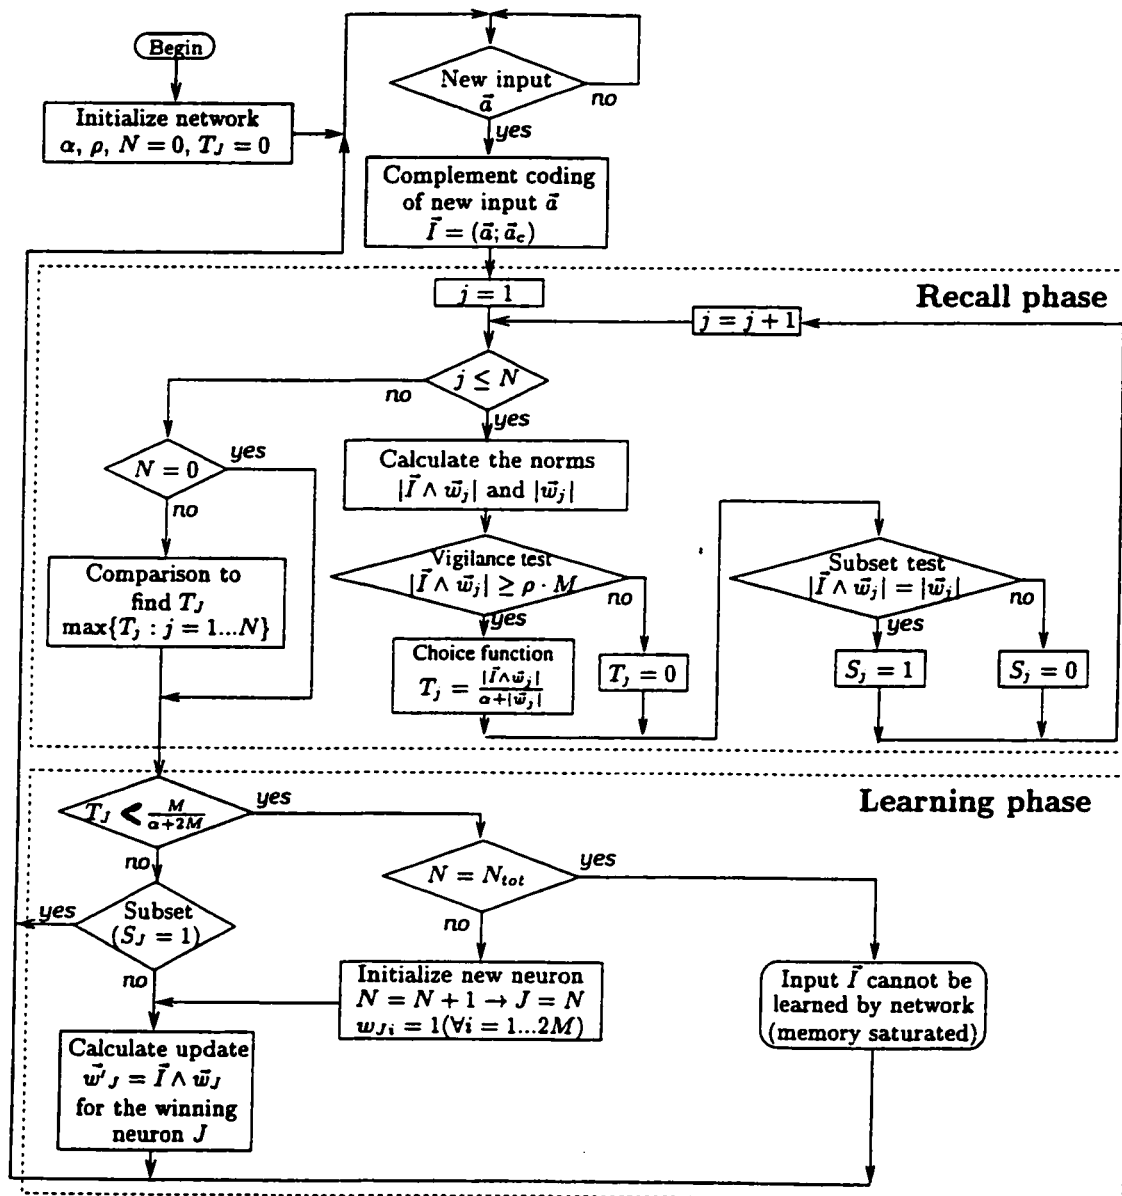 Begin
Initialize network
α, ρ, N = 0, T_J = 0
New input
a⃗
no
yes
Complement coding
of new input a⃗
I⃗ = (a⃗; a⃗_c)
Recall phase
j = 1
j = j + 1
j ≤ N
no
yes
N = 0
yes
no
Calculate the norms
|I⃗ ∧ w⃗_j| and |w⃗_j|
Comparison to
find T_J
max{T_j : j = 1...N}
Vigilance test
|I⃗ ∧ w⃗_j| ≥ ρ · M
no
yes
Subset test
|I⃗ ∧ w⃗_j| = |w⃗_j|
no
yes
Choice function
T_j = |I⃗∧w⃗_j| / α+|w⃗_j|
T_j = 0
S_j = 1
S_j = 0
Learning phase
T_J < M / α+2M
yes
no
N = N_tot
yes
no
Subset
(S_J = 1)
yes
no
Initialize new neuron
N = N + 1 → J = N
w_Ji = 1(∀i = 1...2M)
Input I⃗ cannot be
learned by network
(memory saturated)
Calculate update
w⃗'_J = I⃗ ∧ w⃗_J
for the winning
neuron J